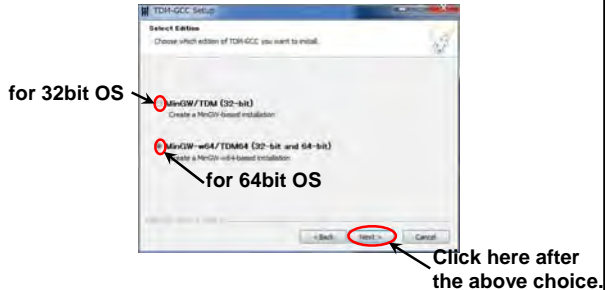 TDM-GCC Setup
Select Edition
Choose which edition of TDM-GCC you want to install.
for 32bit OS
MinGW/TDM (32-bit)
Create a MinGW-based installation
MinGW-w64/TDM64 (32-bit and 64-bit)
Create a MinGW-w64-based installation
for 64bit OS
< Back
Next >
Cancel
Click here after
the above choice.